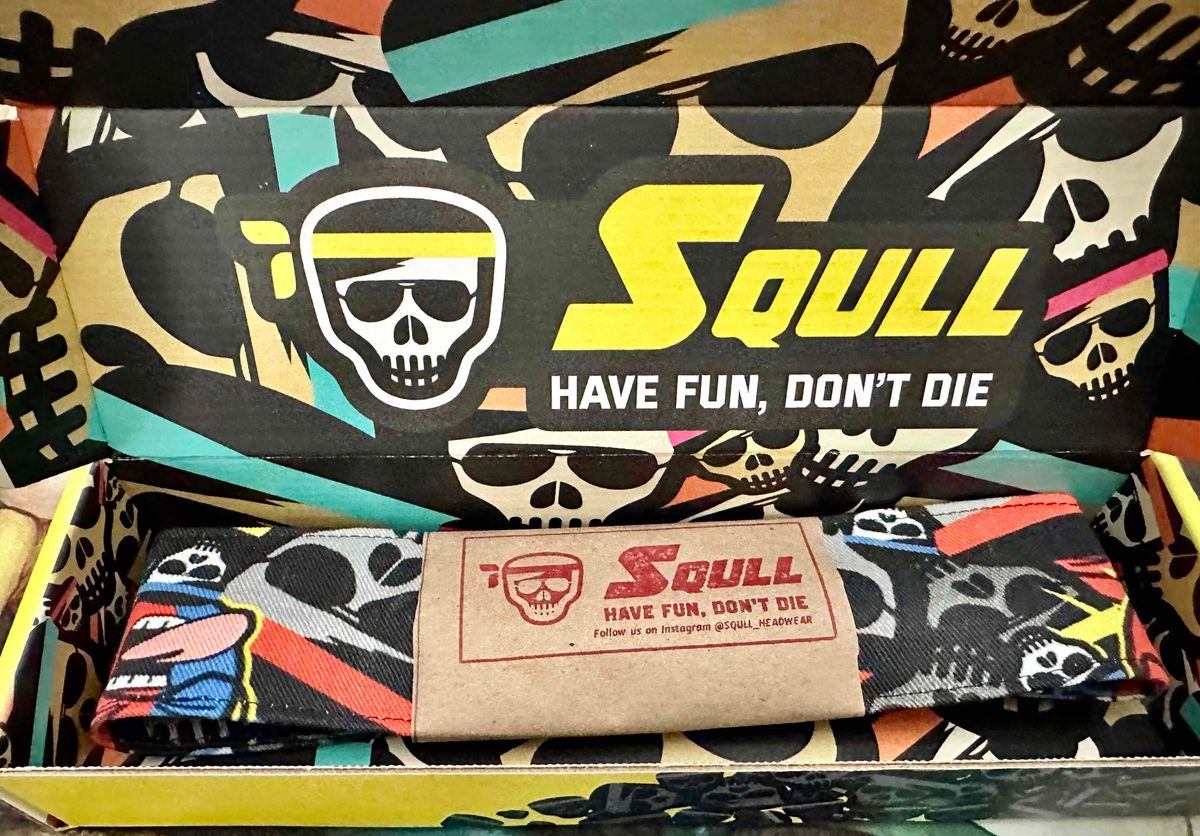 SQULL
HAVE FUN, DON'T DIE
SQULL
HAVE FUN, DON'T DIE
Follow us on Instagram @SQULL_HEADWEAR